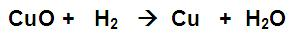 CuO + H₂ → Cu + H₂O